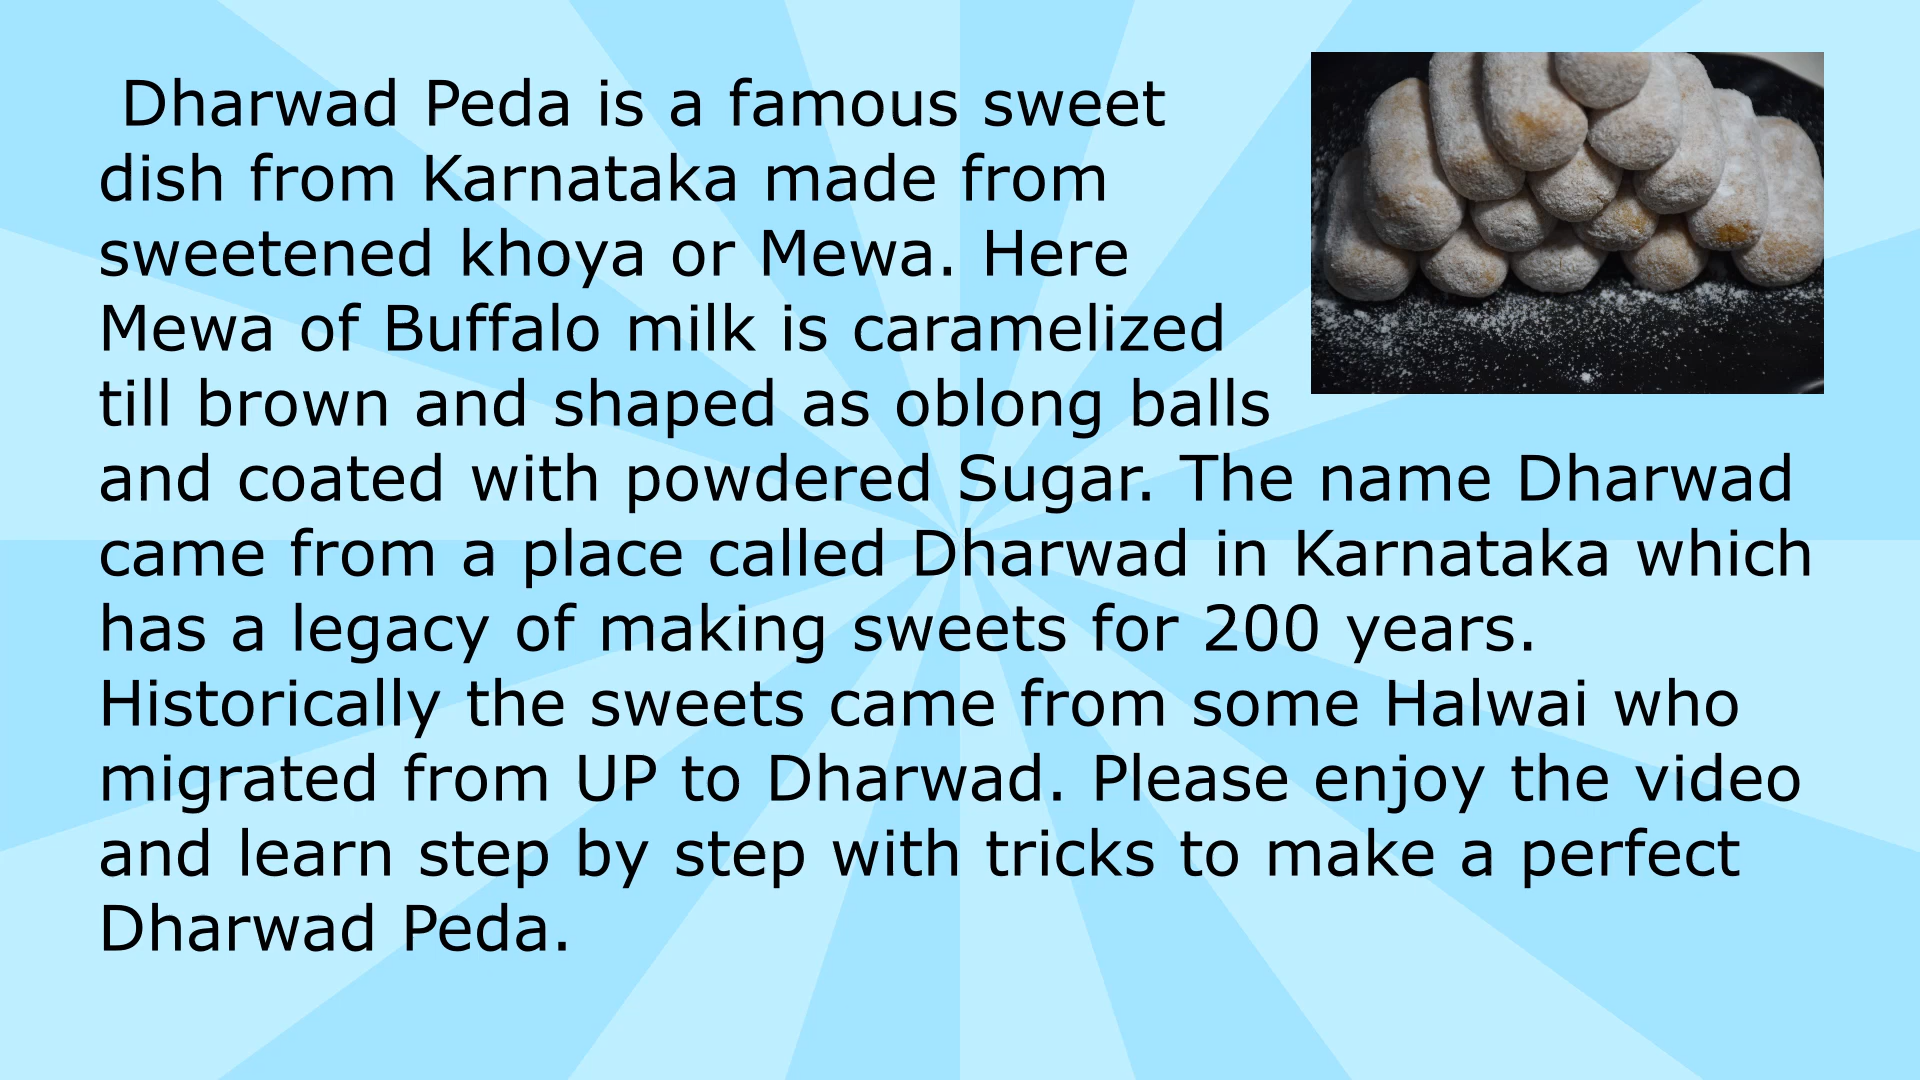 Dharwad Peda is a famous sweet
dish from Karnataka made from
sweetened khoya or Mewa. Here
Mewa of Buffalo milk is caramelized
till brown and shaped as oblong balls
and coated with powdered Sugar. The name Dharwad
came from a place called Dharwad in Karnataka which
has a legacy of making sweets for 200 years.
Historically the sweets came from some Halwai who
migrated from UP to Dharwad. Please enjoy the video
and learn step by step with tricks to make a perfect
Dharwad Peda.